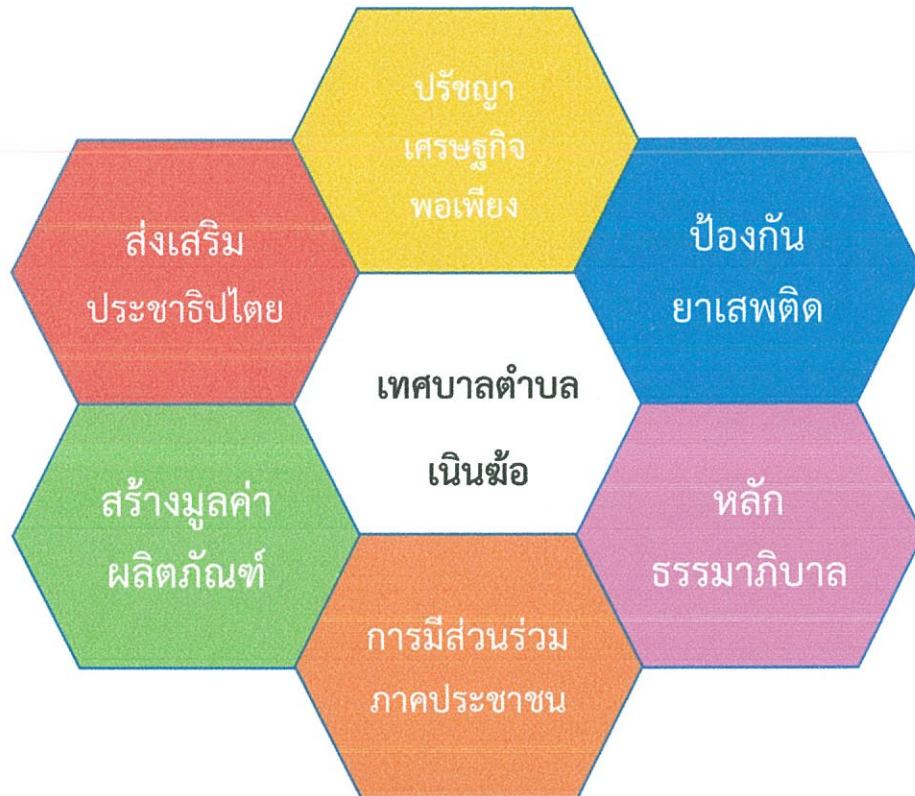 ปรัชญา
เศรษฐกิจ
พอเพียง
ส่งเสริม
ประชาธิปไตย
ป้องกัน
ยาเสพติด
เทศบาลตำบล
เนินฆ้อ
สร้างมูลค่า
ผลิตภัณฑ์
หลัก
ธรรมาภิบาล
การมีส่วนร่วม
ภาคประชาชน